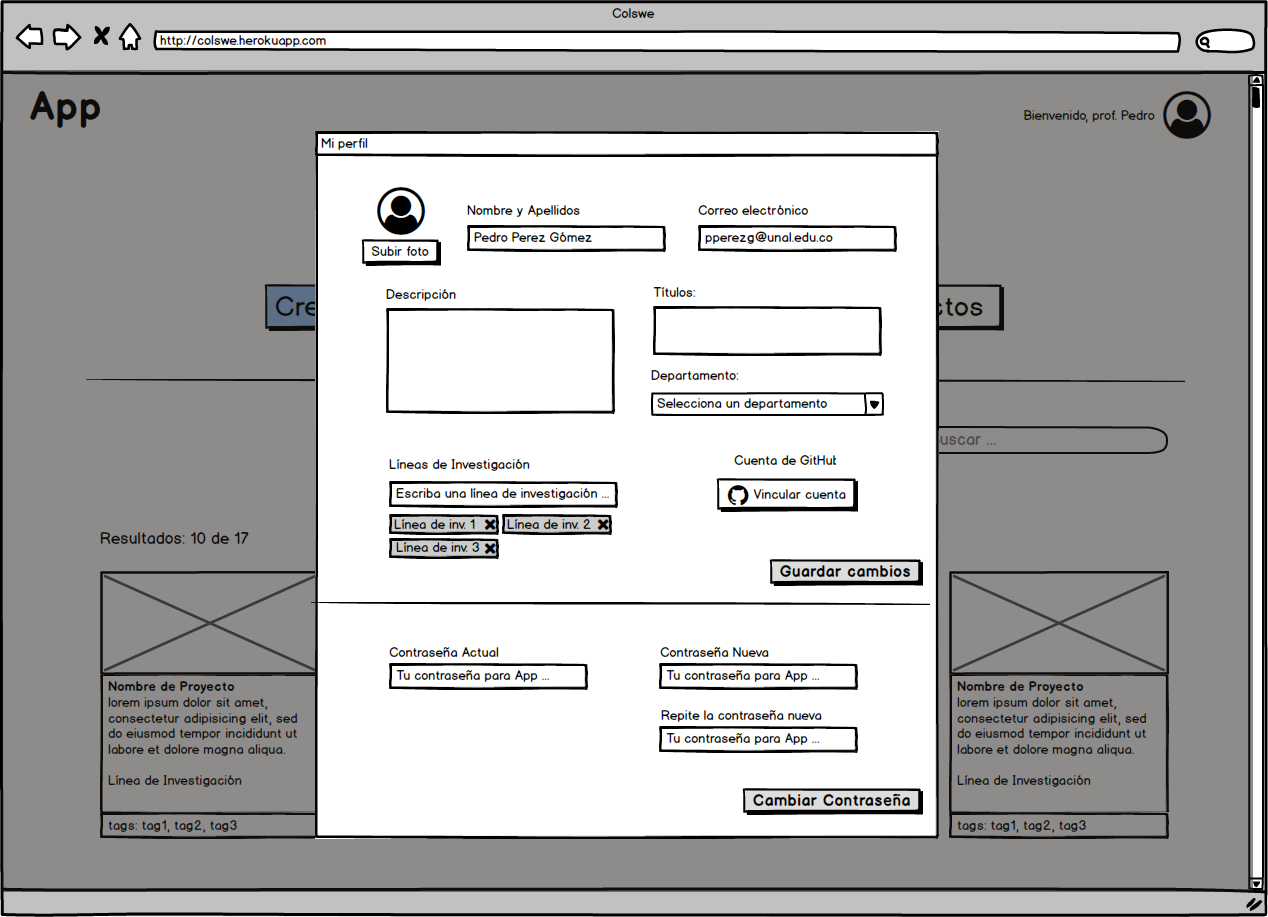 Colswe
http://colswe.herokuapp.com
App
Bienvenido, prof. Pedro
Mi perfil
Nombre y Apellidos
Correo electrónico
Pedro Perez Gómez
pperezg@unal.edu.co
Subir foto
Descripción
Títulos:
Cre
ctos
Departamento:
Selecciona un departamento
uscar ...
Líneas de Investigación
Cuenta de GitHub
Escriba una línea de investigación ...
Vincular cuenta
Línea de inv. 1
Línea de inv. 2
Línea de inv. 3
Resultados: 10 de 17
Guardar cambios
Contraseña Actual
Contraseña Nueva
Tu contraseña para App ...
Tu contraseña para App ...
Repite la contraseña nueva
Tu contraseña para App ...
Cambiar Contraseña
Nombre de Proyecto
lorem ipsum dolor sit amet,
consectetur adipisicing elit, sed
do eiusmod tempor incididunt ut
labore et dolore magna aliqua.
Línea de Investigación
tags: tag1, tag2, tag3
Nombre de Proyecto
lorem ipsum dolor sit amet,
consectetur adipisicing elit, sed
do eiusmod tempor incididunt ut
labore et dolore magna aliqua.
Línea de Investigación
tags: tag1, tag2, tag3